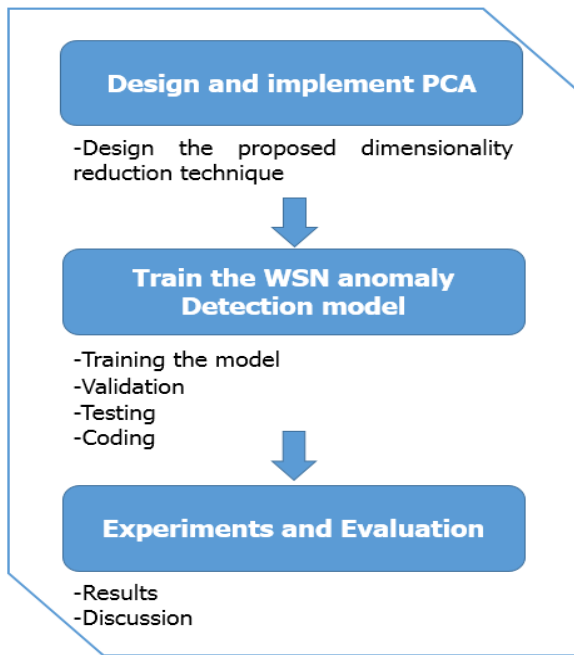 Design and implement PCA
-Design the proposed dimensionality
reduction technique
Train the WSN anomaly
Detection model
-Training the model
-Validation
-Testing
-Coding
Experiments and Evaluation
-Results
-Discussion